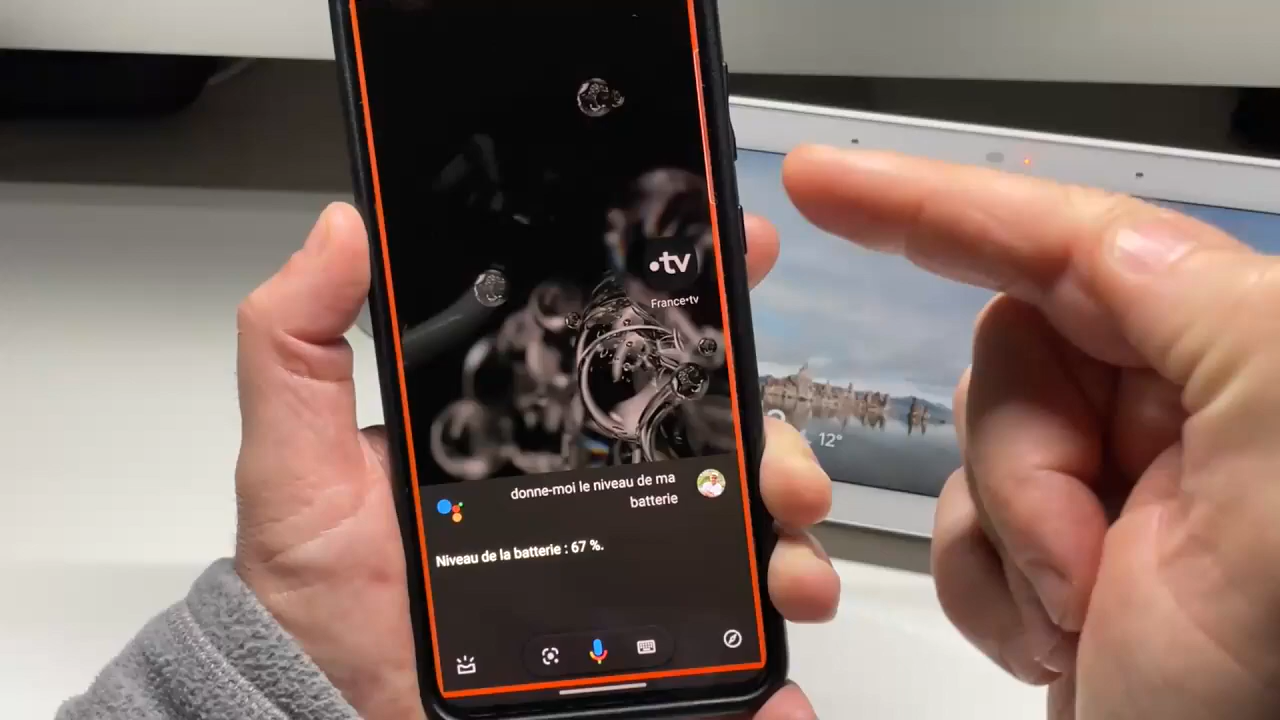 •tv
France•tv
donne-moi le niveau de ma
batterie
Niveau de la batterie : 67 %.
12°